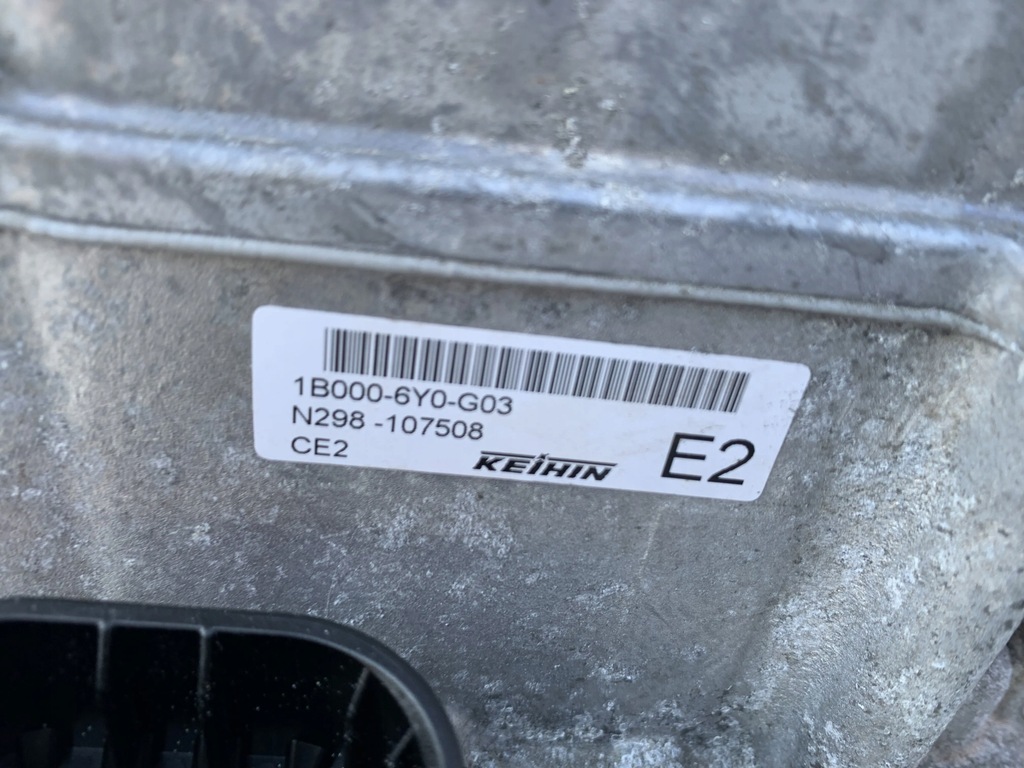 1B000-6Y0-G03
N298 -107508
CE2
KEIHIN
E2